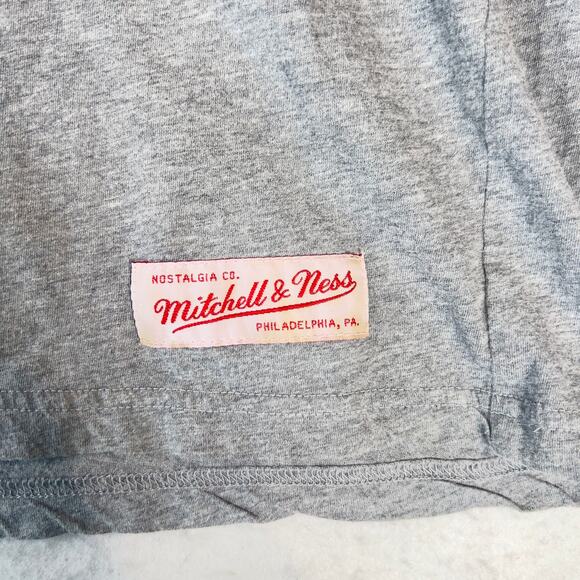 NOSTALGIA CO.
Mitchell & Ness
PHILADELPHIA, PA.